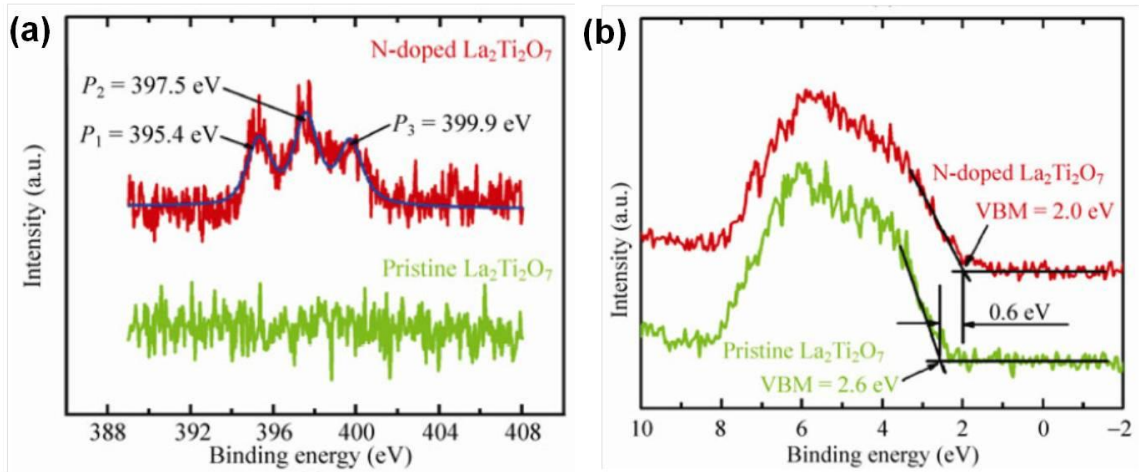 (a)
N-doped La₂Ti₂O₇
P₂ = 397.5 eV
P₁ = 395.4 eV
P₃ = 399.9 eV
Pristine La₂Ti₂O₇
Intensity (a.u.)
388 392 396 400 404 408
Binding energy (eV)
(b)
N-doped La₂Ti₂O₇
VBM = 2.0 eV
0.6 eV
Pristine La₂Ti₂O₇
VBM = 2.6 eV
Intensity (a.u.)
10 8 6 4 2 0 −2
Binding energy (eV)